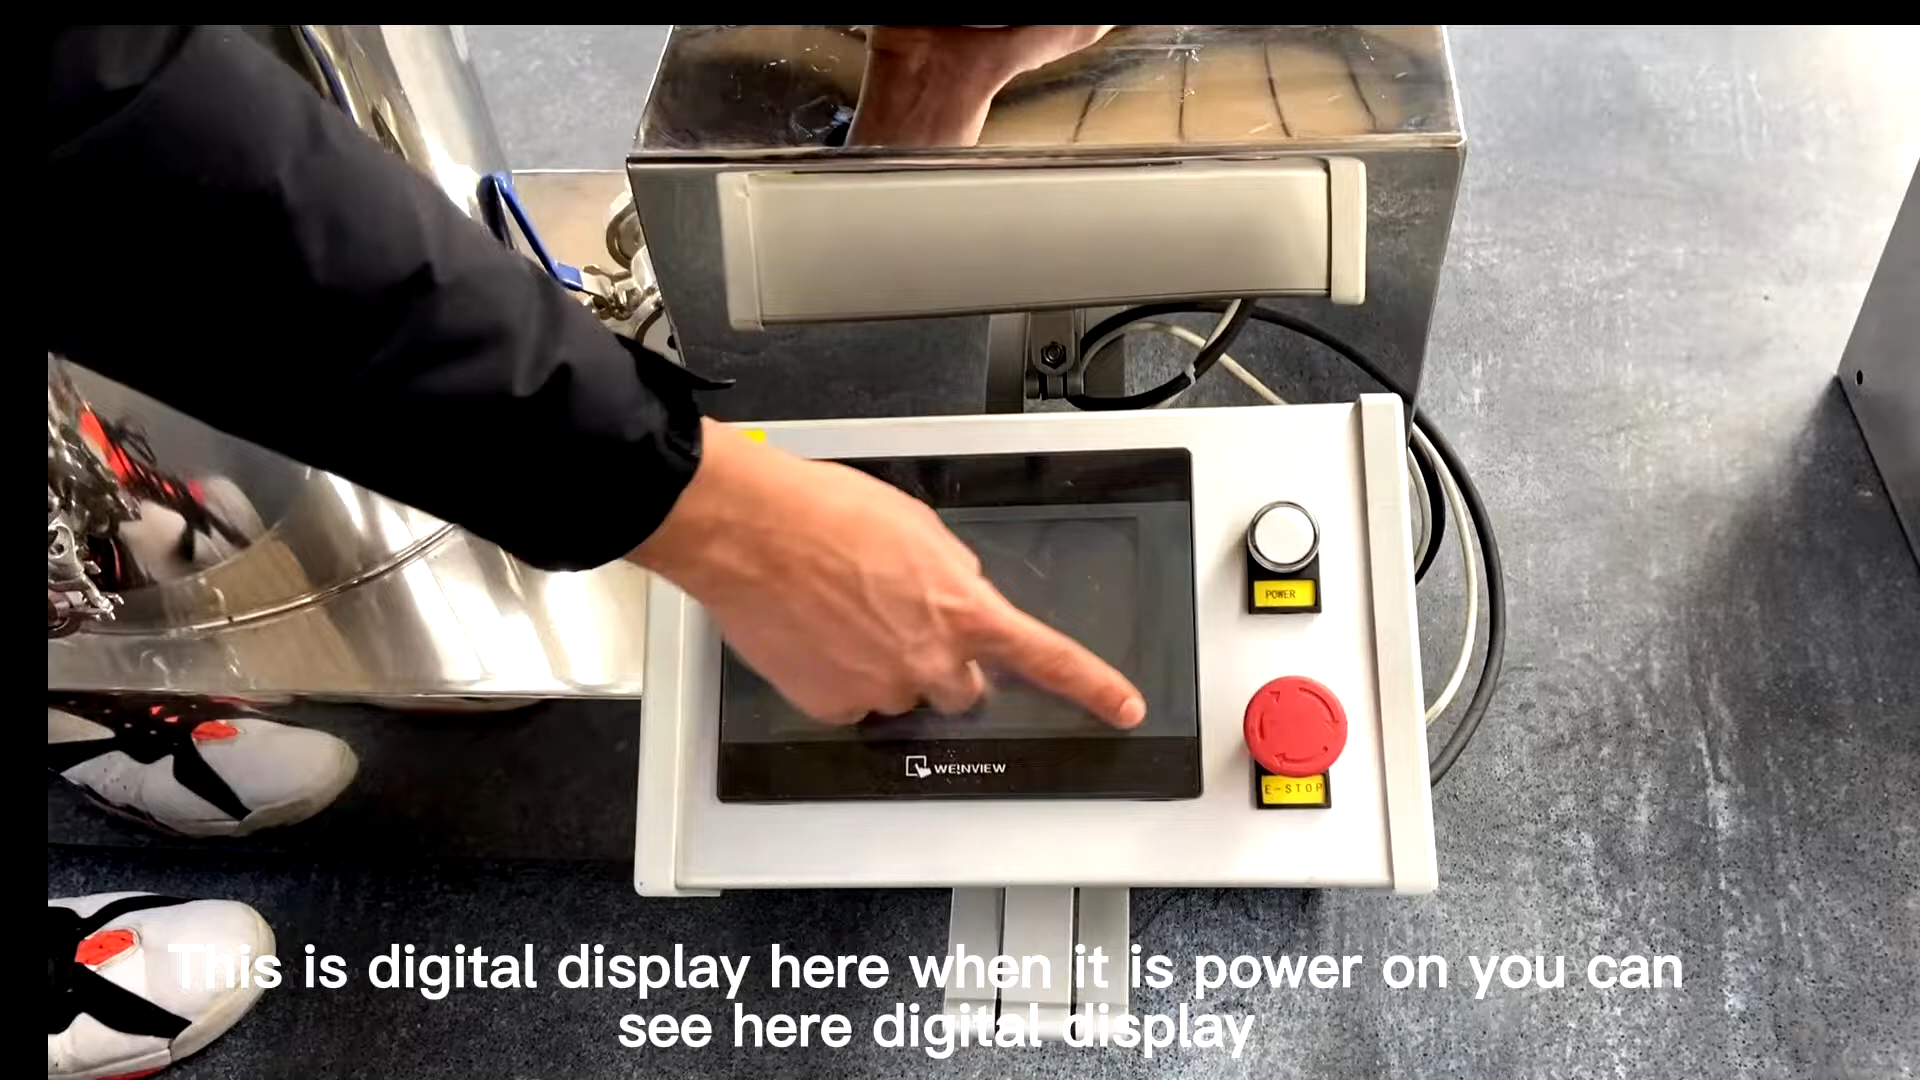 POWER
WEINVIEW
E-STOP
This is digital display here when it is power on you can
see here digital display